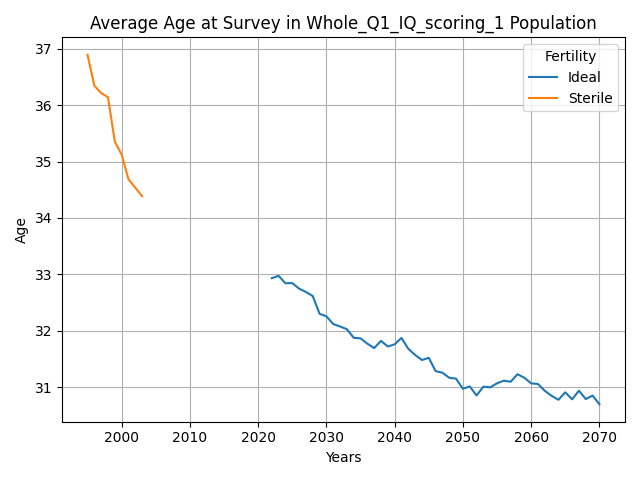 Average Age at Survey in Whole_Q1_IQ_scoring_1 Population
Fertility
Ideal
Sterile
Age
37
36
35
34
33
32
31
2000
2010
2020
2030
2040
2050
2060
2070
Years